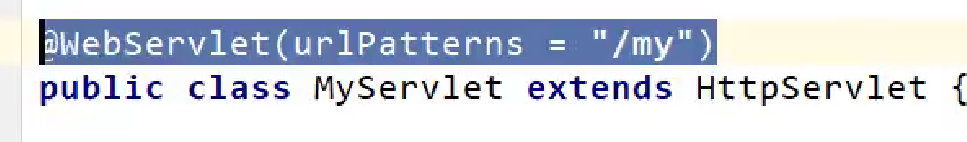 @WebServlet(urlPatterns = "/my")
public class MyServlet extends HttpServlet {